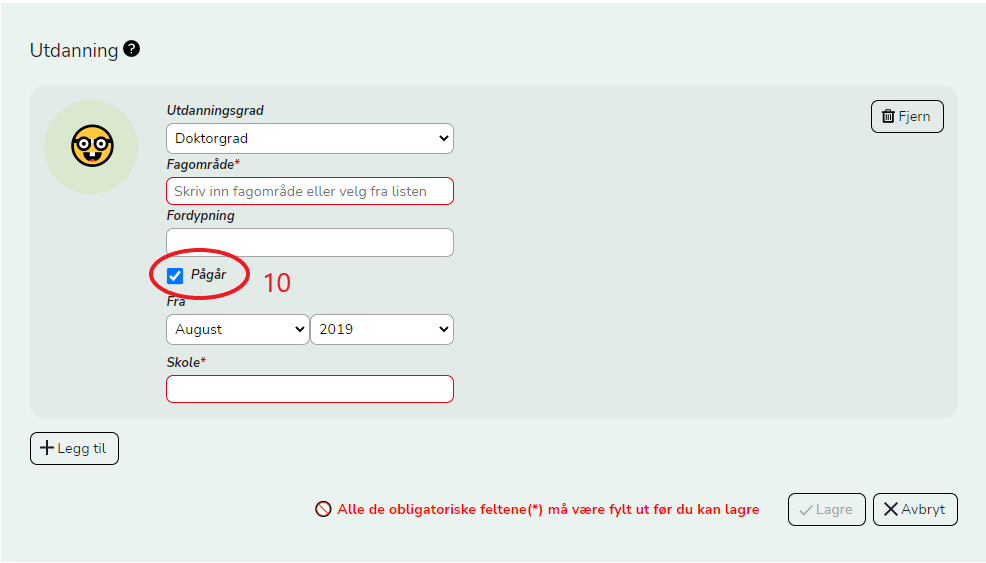 Utdanning ?
Utdanningsgrad
Fjern
Doktorgrad
Fagområde*
Skriv inn fagområde eller velg fra listen
Fordypning
Pågår
10
Fra
August 2019
Skole*
Legg til
Alle de obligatoriske feltene(*) må være fylt ut før du kan lagre
Lagre
Avbryt